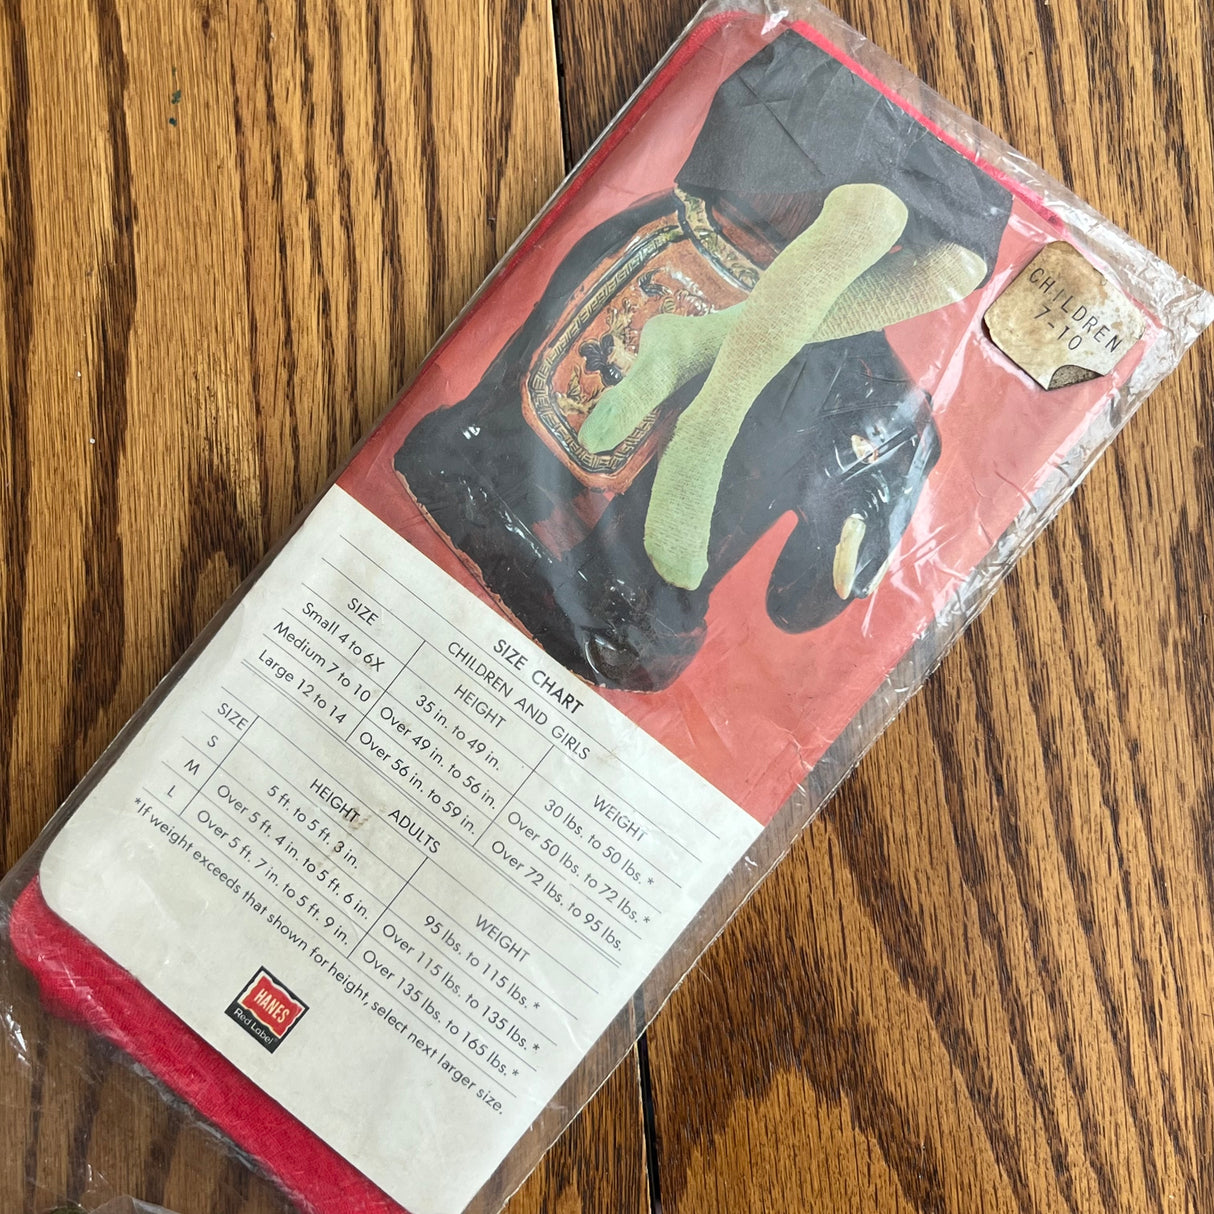 CHILDREN
7-10
SIZE CHART
CHILDREN AND GIRLS
SIZE HEIGHT WEIGHT
Small 4 to 6X 35 in. to 49 in. 30 lbs. to 50 lbs. *
Medium 7 to 10 Over 49 in. to 56 in. Over 50 lbs. to 72 lbs. *
Large 12 to 14 Over 56 in. to 59 in. Over 72 lbs. to 95 lbs.
ADULTS
SIZE HEIGHT WEIGHT
S 5 ft. to 5 ft. 3 in. 95 lbs. to 115 lbs. *
M Over 5 ft. 4 in. to 5 ft. 6 in. Over 115 lbs. to 135 lbs. *
L Over 5 ft. 7 in. to 5 ft. 9 in. Over 135 lbs. to 165 lbs. *
*If weight exceeds that shown for height, select next larger size.
HANES
Red Label®